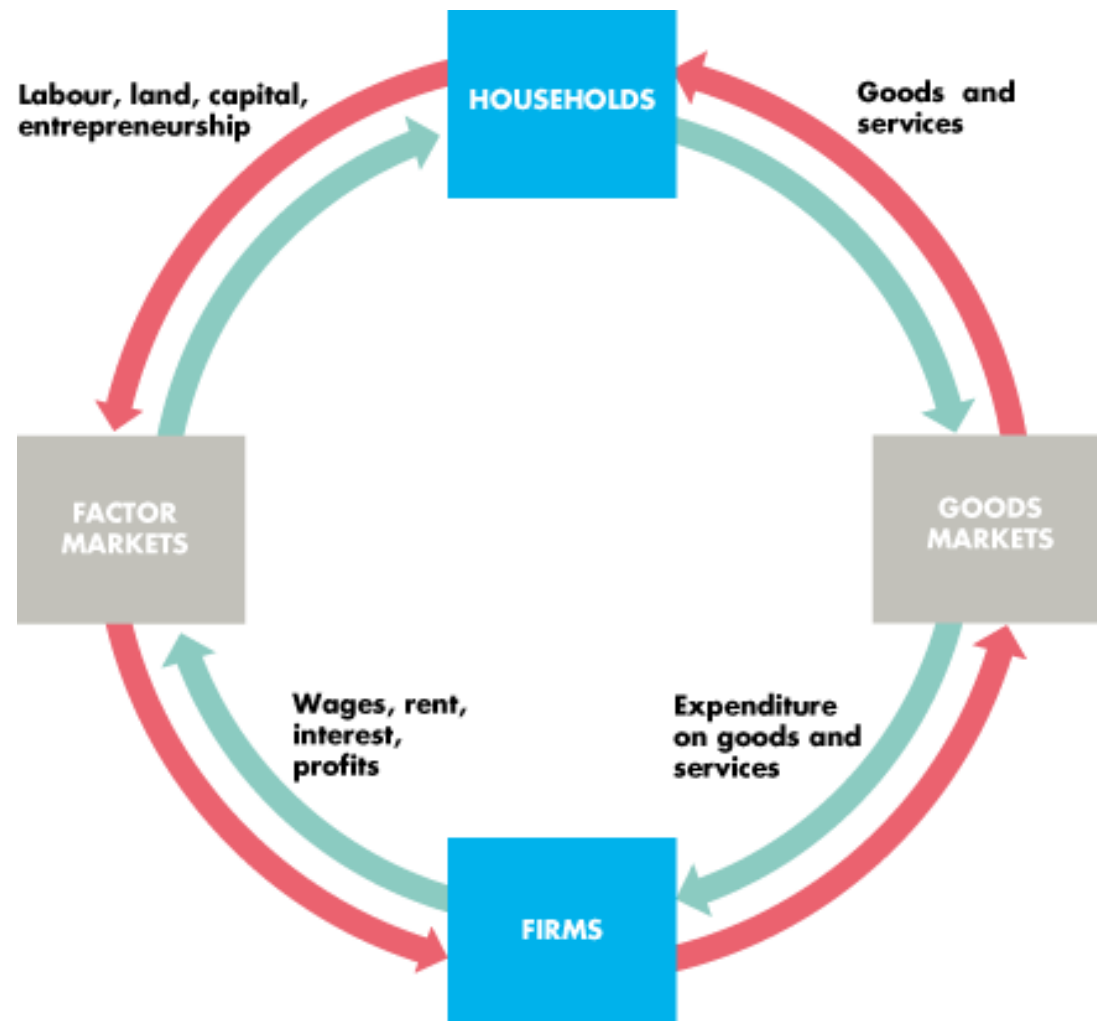 HOUSEHOLDS
Labour, land, capital,
entrepreneurship
Goods and
services
FACTOR
MARKETS
GOODS
MARKETS
Wages, rent,
interest,
profits
Expenditure
on goods and
services
FIRMS